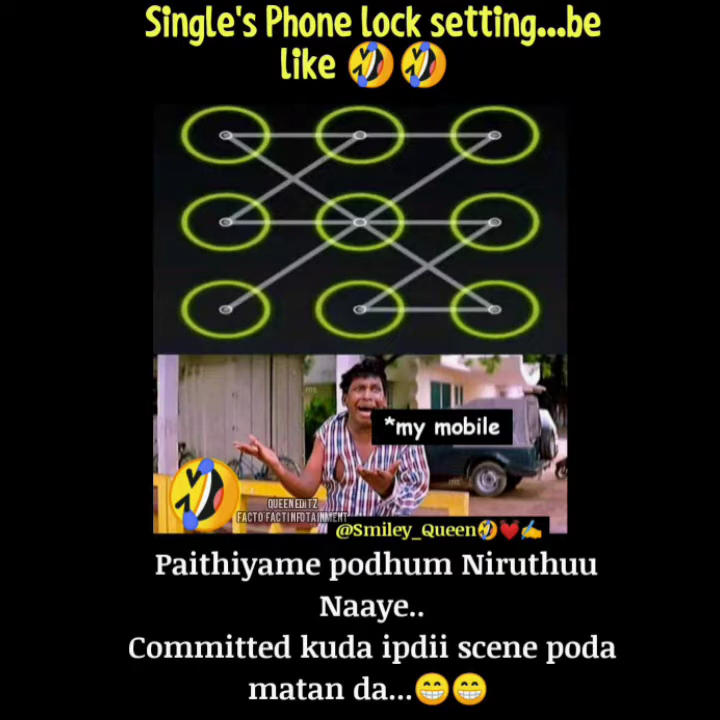 Single's Phone lock setting...be
like 🤣🤣
*my mobile
QUEEN EDITZ
FACTO FACTINFOTAINMENT
@Smiley_Queen🤣❤️✍️
Paithiyame podhum Niruthuu
Naaye..
Committed kuda ipdii scene poda
matan da...😁😁